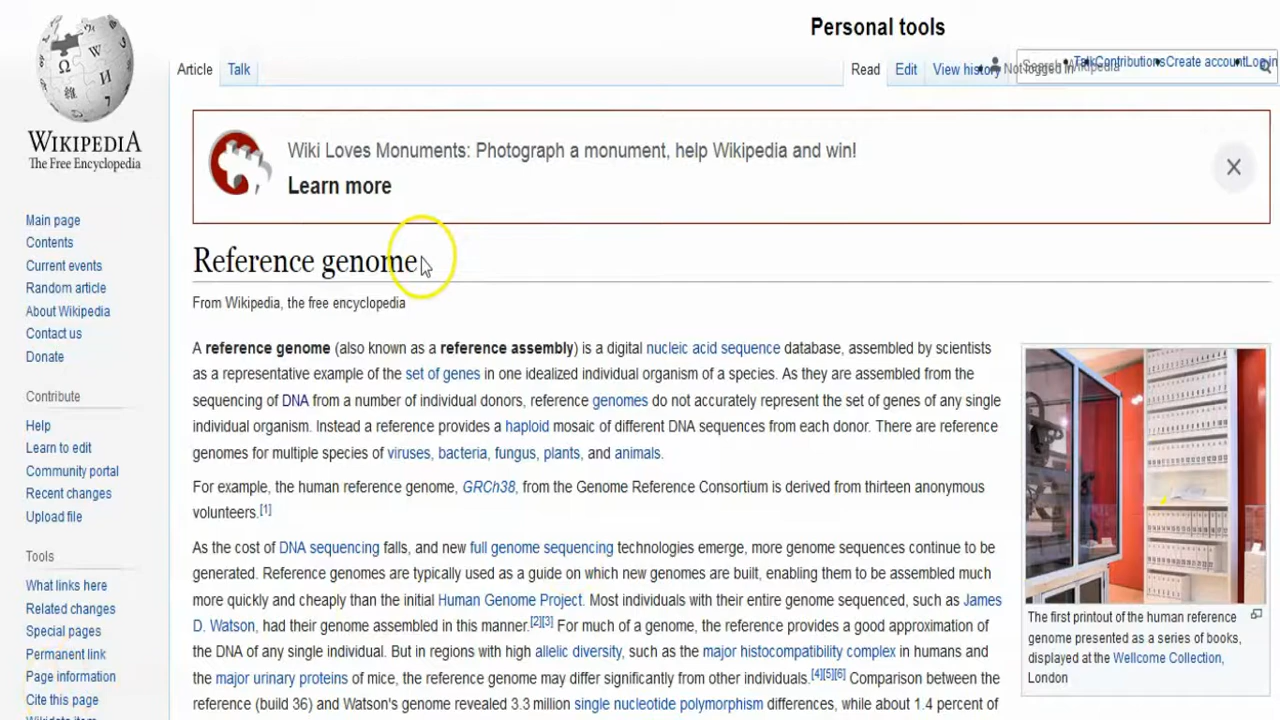 Personal tools
Article Talk
Read Edit View history Not logged in Talk Contributions Create account Log in
WIKIPEDIA
The Free Encyclopedia
Main page
Contents
Current events
Random article
About Wikipedia
Contact us
Donate
Contribute
Help
Learn to edit
Community portal
Recent changes
Upload file
Tools
What links here
Related changes
Special pages
Permanent link
Page information
Cite this page
Wikidata item
Wiki Loves Monuments: Photograph a monument, help Wikipedia and win!
Learn more
Reference genome
From Wikipedia, the free encyclopedia
A reference genome (also known as a reference assembly) is a digital nucleic acid sequence database, assembled by scientists
as a representative example of the set of genes in one idealized individual organism of a species. As they are assembled from the
sequencing of DNA from a number of individual donors, reference genomes do not accurately represent the set of genes of any single
individual organism. Instead a reference provides a haploid mosaic of different DNA sequences from each donor. There are reference
genomes for multiple species of viruses, bacteria, fungus, plants, and animals.
For example, the human reference genome, GRCh38, from the Genome Reference Consortium is derived from thirteen anonymous
volunteers.[1]
As the cost of DNA sequencing falls, and new full genome sequencing technologies emerge, more genome sequences continue to be
generated. Reference genomes are typically used as a guide on which new genomes are built, enabling them to be assembled much
more quickly and cheaply than the initial Human Genome Project. Most individuals with their entire genome sequenced, such as James
D. Watson, had their genome assembled in this manner.[2][3] For much of a genome, the reference provides a good approximation of
the DNA of any single individual. But in regions with high allelic diversity, such as the major histocompatibility complex in humans and
the major urinary proteins of mice, the reference genome may differ significantly from other individuals.[4][5][6] Comparison between the
reference (build 36) and Watson's genome revealed 3.3 million single nucleotide polymorphism differences, while about 1.4 percent of
The first printout of the human reference
genome presented as a series of books,
displayed at the Wellcome Collection,
London